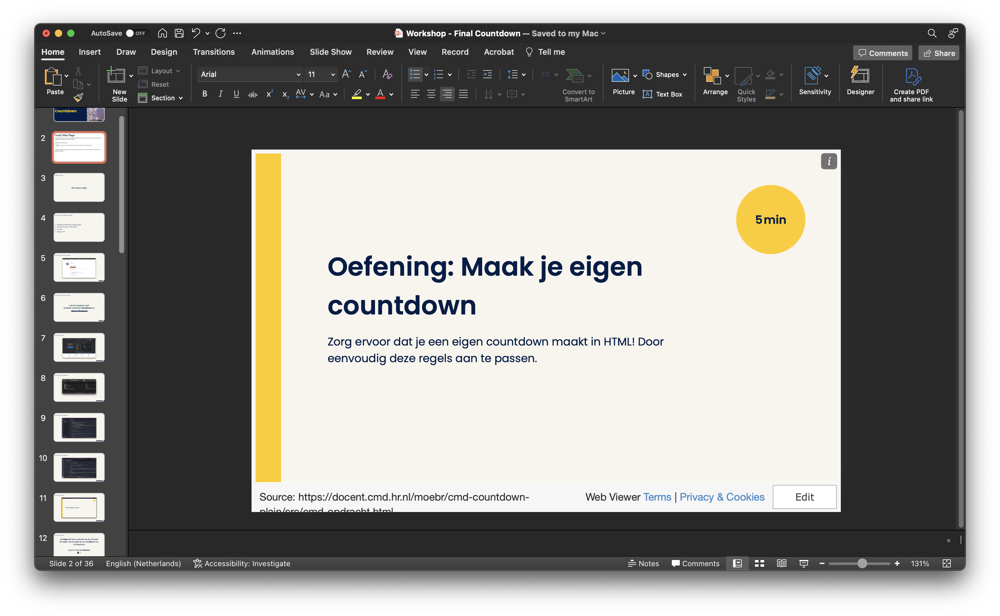 AutoSave OFF
Workshop - Final Countdown — Saved to my Mac
Home Insert Draw Design Transitions Animations Slide Show Review View Record Acrobat Tell me
Comments Share
Paste
New
Slide
Layout
Reset
Section
Arial 11
Convert to
SmartArt
Picture
Shapes
Text Box
Arrange
Quick
Styles
Sensitivity
Designer
Create PDF
and share link
Countdown
2
Insert Web Page
3
Wat heb je nodig?
4
5
6
7
8
9
10
11
12
5 min
Oefening: Maak je eigen
countdown
Zorg ervoor dat je een eigen countdown maakt in HTML! Door
eenvoudig deze regels aan te passen.
Source: https://docent.cmd.hr.nl/moebr/cmd-countdown-
plain/src/cmd-opdracht.html
Web Viewer Terms | Privacy & Cookies
Edit
Slide 2 of 36 English (Netherlands) Accessibility: Investigate
Notes Comments 131%